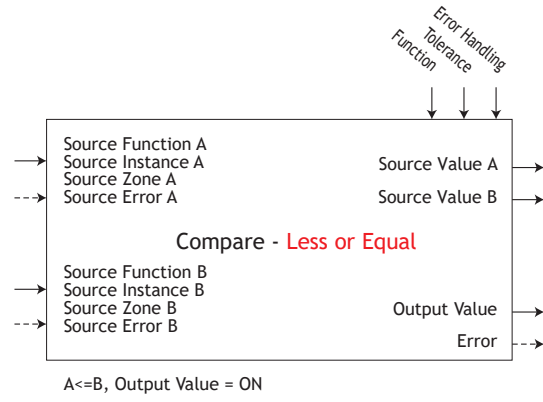 Function
Tolerance
Error Handling
Source Function A
Source Instance A
Source Zone A
Source Error A
Source Value A
Source Value B
Compare - Less or Equal
Source Function B
Source Instance B
Source Zone B
Source Error B
Output Value
Error
A<=B, Output Value = ON